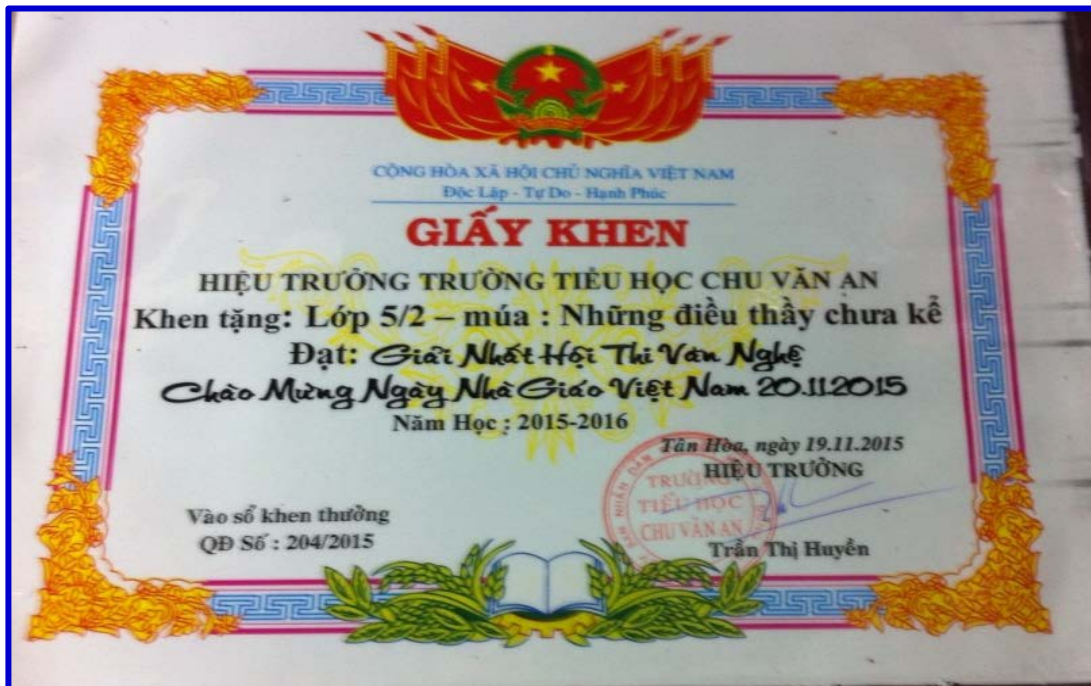 CỘNG HÒA XÃ HỘI CHỦ NGHĨA VIỆT NAM
Độc Lập - Tự Do - Hạnh Phúc
GIẤY KHEN
HIỆU TRƯỞNG TRƯỜNG TIỂU HỌC CHU VĂN AN
Khen tặng: Lớp 5/2 – múa : Những điều thầy chưa kể
Đạt: Giải Nhất Hội Thi Văn Nghệ
Chào Mừng Ngày Nhà Giáo Việt Nam 20.11.2015
Năm Học : 2015-2016
Tân Hòa, ngày 19.11.2015
HIỆU TRƯỞNG
TRƯỜNG
TIỂU HỌC
CHU VĂN AN
Vào sổ khen thưởng
QĐ Số : 204/2015
Trần Thị Huyền